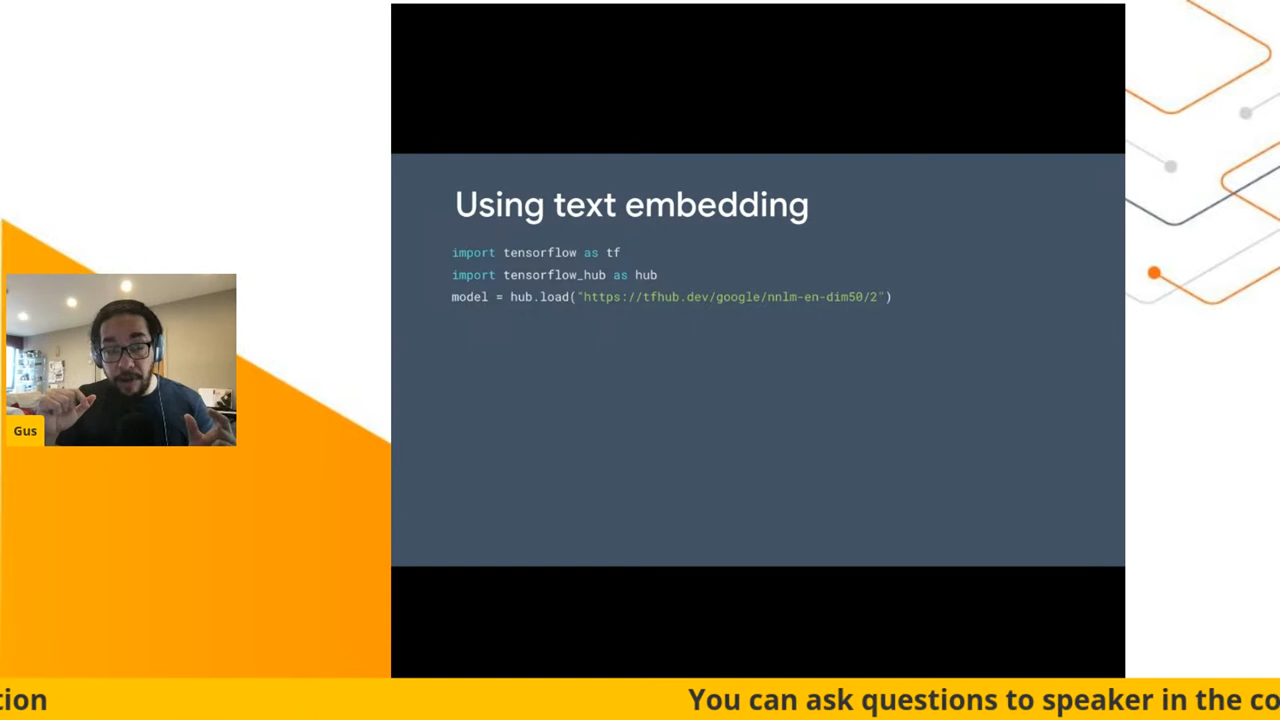 Using text embedding
import tensorflow as tf
import tensorflow_hub as hub
model = hub.load("https://tfhub.dev/google/nnlm-en-dim50/2")
Gus
tion
You can ask questions to speaker in the co